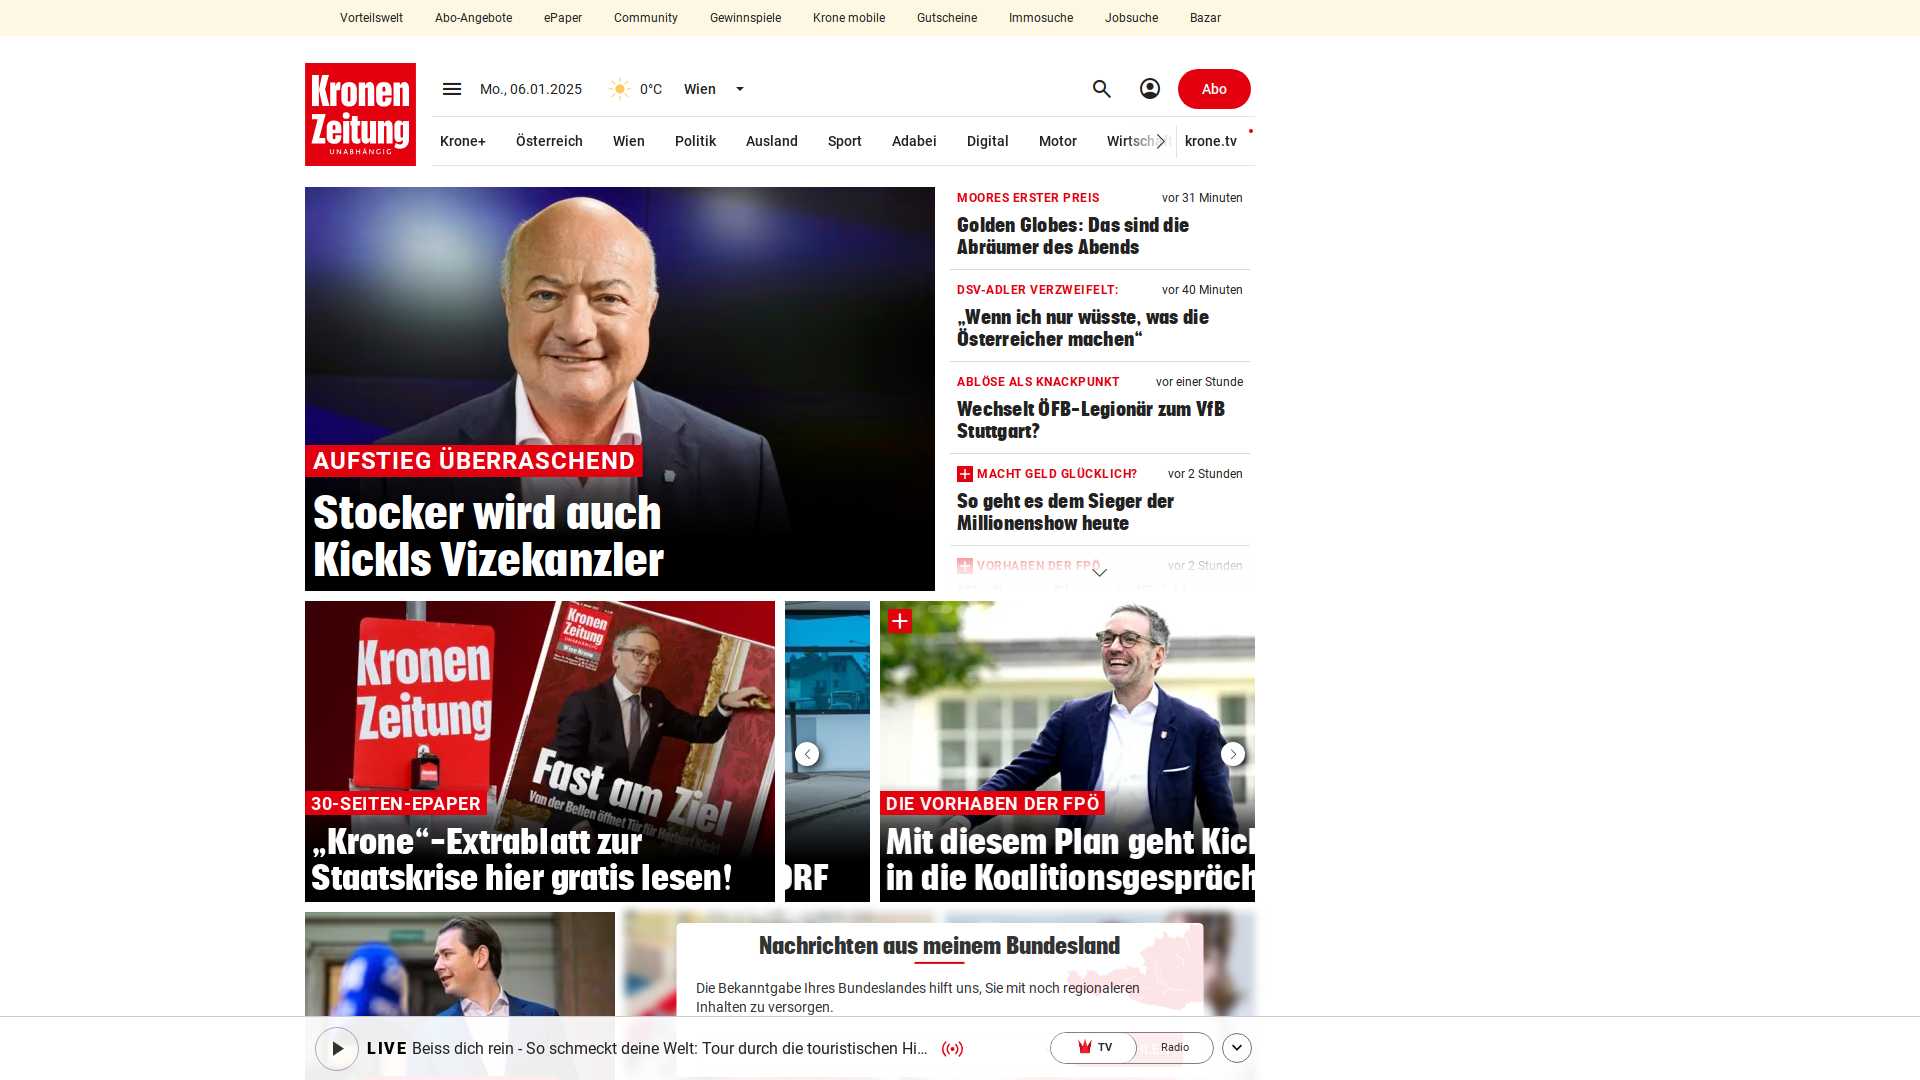 Vorteilswelt Abo-Angebote ePaper Community Gewinnspiele Krone mobile Gutscheine Immosuche Jobsuche Bazar
Kronen
Zeitung
UNABHÄNGIG
Mo., 06.01.2025 0°C Wien
Abo
Krone+ Österreich Wien Politik Ausland Sport Adabei Digital Motor Wirtschaft krone.tv
AUFSTIEG ÜBERRASCHEND
Stocker wird auch
Kickls Vizekanzler
MOORES ERSTER PREIS vor 31 Minuten
Golden Globes: Das sind die
Abräumer des Abends
DSV-ADLER VERZWEIFELT: vor 40 Minuten
„Wenn ich nur wüsste, was die
Österreicher machen“
ABLÖSE ALS KNACKPUNKT vor einer Stunde
Wechselt ÖFB-Legionär zum VfB
Stuttgart?
MACHT GELD GLÜCKLICH? vor 2 Stunden
So geht es dem Sieger der
Millionenshow heute
VORHABEN DER FPÖ vor 2 Stunden
Kronen
Zeitung
Kronen
Zeitung
UNABHÄNGIG
Fast am Ziel
Van der Bellen öffnet Tür für Herbert Kickl
30-SEITEN-EPAPER
„Krone“-Extrablatt zur
Staatskrise hier gratis lesen!
ORF
DIE VORHABEN DER FPÖ
Mit diesem Plan geht Kick
in die Koalitionsgespräch
Nachrichten aus meinem Bundesland
Die Bekanntgabe Ihres Bundeslandes hilft uns, Sie mit noch regionaleren
Inhalten zu versorgen.
LIVE Beiss dich rein - So schmeckt deine Welt: Tour durch die touristischen Hi... TV Radio